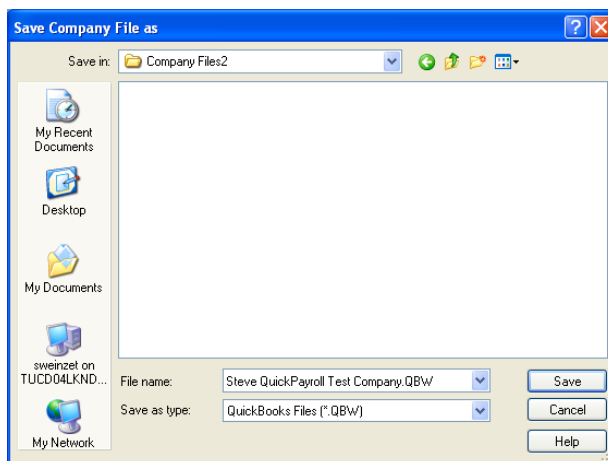 Save Company File as
Save in:
Company Files2
My Recent
Documents
Desktop
My Documents
sweinzet on
TUCD04LKND...
My Network
File name:
Steve QuickPayroll Test Company.QBW
Save
Save as type:
QuickBooks Files (*.QBW)
Cancel
Help